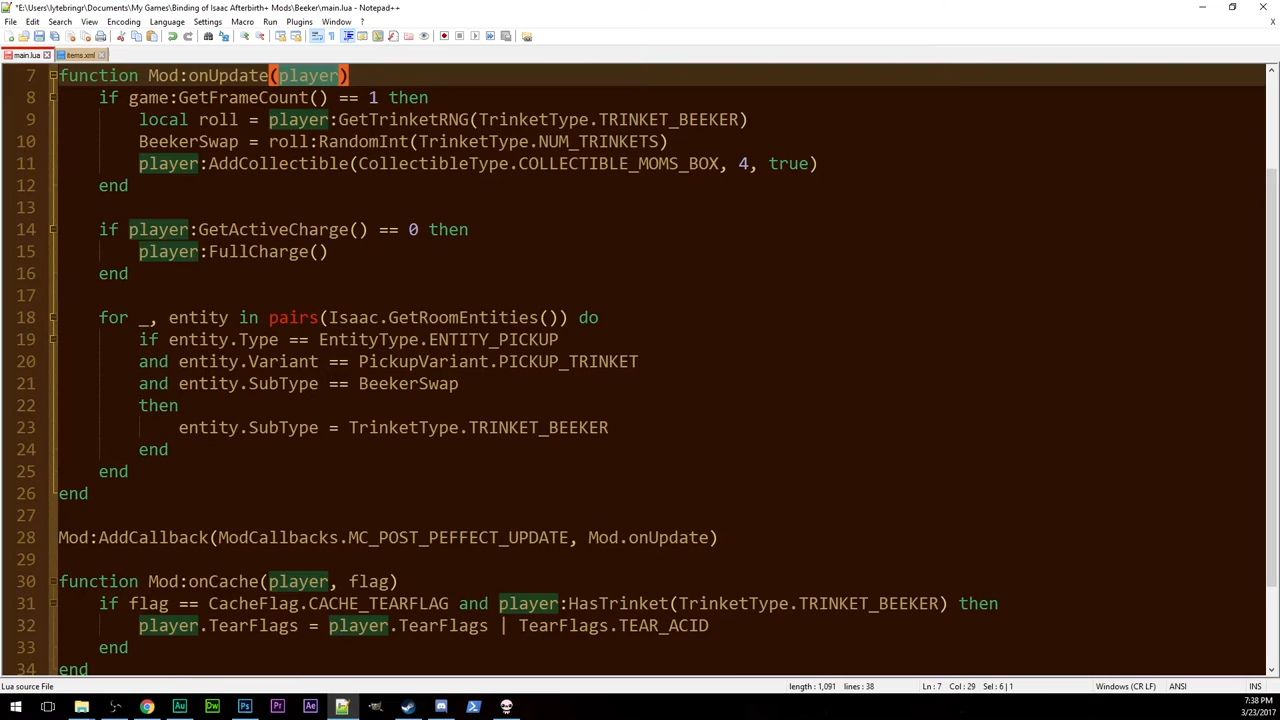 *E:\Users\lytebringr\Documents\My Games\Binding of Isaac Afterbirth+ Mods\Beeker\main.lua - Notepad++
File Edit Search View Encoding Language Settings Macro Run Plugins Window ?
main.lua items.xml
7 function Mod:onUpdate(player)
8 if game:GetFrameCount() == 1 then
9 local roll = player:GetTrinketRNG(TrinketType.TRINKET_BEEKER)
10 BeekerSwap = roll:RandomInt(TrinketType.NUM_TRINKETS)
11 player:AddCollectible(CollectibleType.COLLECTIBLE_MOMS_BOX, 4, true)
12 end
13
14 if player:GetActiveCharge() == 0 then
15 player:FullCharge()
16 end
17
18 for _, entity in pairs(Isaac.GetRoomEntities()) do
19 if entity.Type == EntityType.ENTITY_PICKUP
20 and entity.Variant == PickupVariant.PICKUP_TRINKET
21 and entity.SubType == BeekerSwap
22 then
23 entity.SubType = TrinketType.TRINKET_BEEKER
24 end
25 end
26 end
27
28 Mod:AddCallback(ModCallbacks.MC_POST_PEFFECT_UPDATE, Mod.onUpdate)
29
30 function Mod:onCache(player, flag)
31 if flag == CacheFlag.CACHE_TEARFLAG and player:HasTrinket(TrinketType.TRINKET_BEEKER) then
32 player.TearFlags = player.TearFlags | TearFlags.TEAR_ACID
33 end
34 end
Lua source File length : 1,091 lines : 38 Ln : 7 Col : 29 Sel : 6 | 1 Windows (CR LF) ANSI INS
Au Dw Ps Pr Ae
7:38 PM
3/23/2017